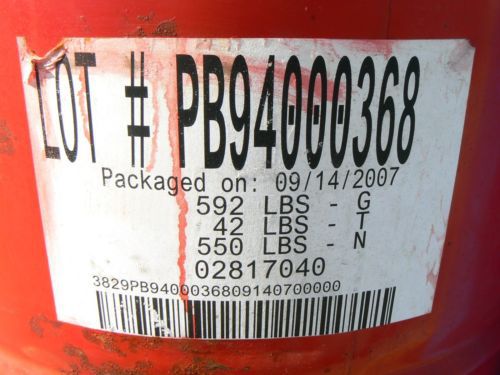 LOT # PB94000368
Packaged on: 09/14/2007
592 LBS - G
42 LBS - T
550 LBS - N
02817040
3829PB9400036809140700000